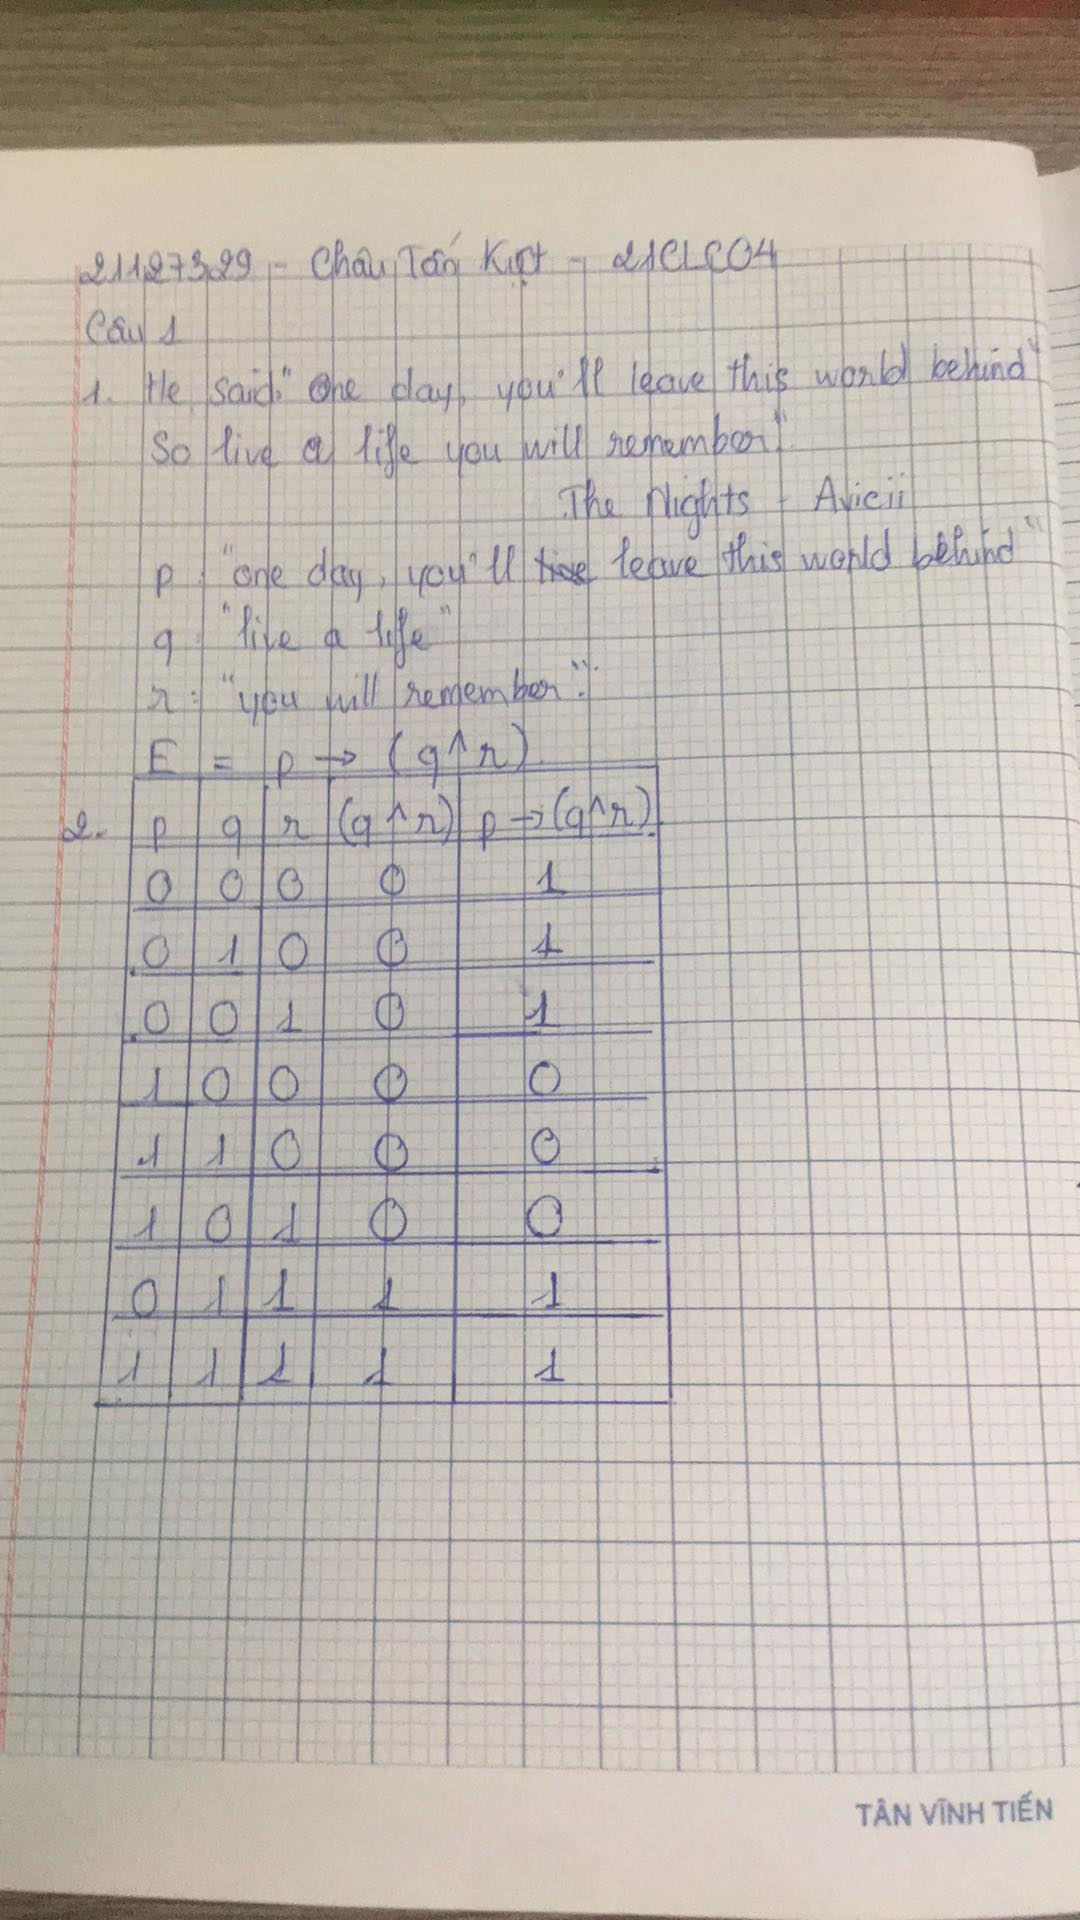 21127329 - Châu Tấn Kiệt - 21CLC04
Câu 1
1. He said "One day, you'll leave this world behind"
So live a life you will remember"
The Nights - Avicii
p : "one day, you'll leave this world behind"
q : "live a life"
r : "you will remember".
E = p → (q ^ r)
2. p q r (q ^ r) p → (q ^ r)
0 0 0 0 1
0 1 0 0 1
0 0 1 0 1
1 0 0 0 0
1 1 0 0 0
1 0 1 0 0
0 1 1 1 1
1 1 1 1 1
TÂN VĨNH TIẾN